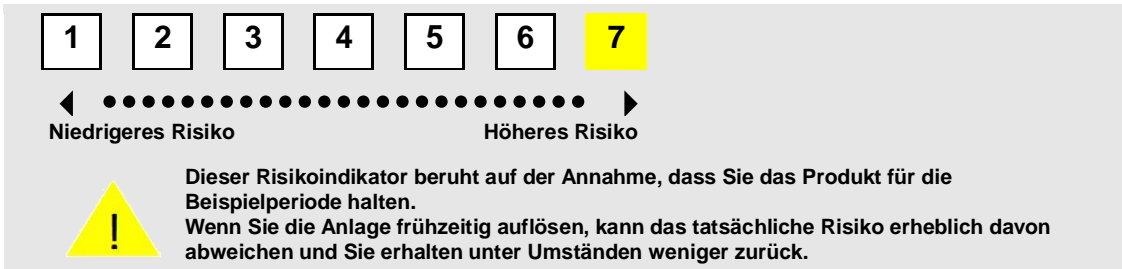 1 2 3 4 5 6 7
Niedrigeres Risiko Höheres Risiko
Dieser Risikoindikator beruht auf der Annahme, dass Sie das Produkt für die
Beispielperiode halten.
Wenn Sie die Anlage frühzeitig auflösen, kann das tatsächliche Risiko erheblich davon
abweichen und Sie erhalten unter Umständen weniger zurück.
!